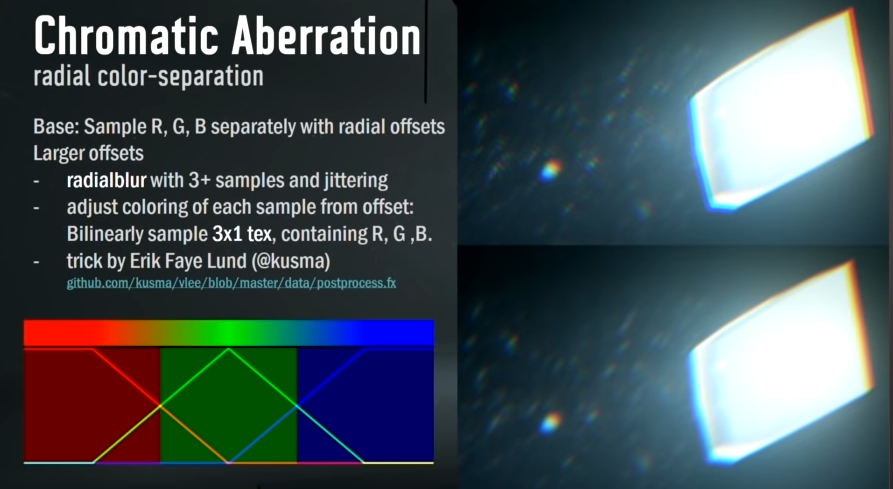 Chromatic Aberration
radial color-separation
Base: Sample R, G, B separately with radial offsets
Larger offsets
- radialblur with 3+ samples and jittering
- adjust coloring of each sample from offset:
Bilinearly sample 3x1 tex, containing R, G ,B.
- trick by Erik Faye Lund (@kusma)
github.com/kusma/vlee/blob/master/data/postprocess.fx